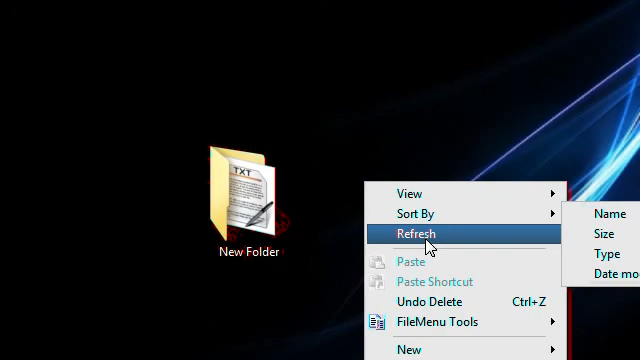 TXT
New Folder
View
Sort By
Refresh
Paste
Paste Shortcut
Undo Delete Ctrl+Z
FileMenu Tools
New
Name
Size
Type
Date mo